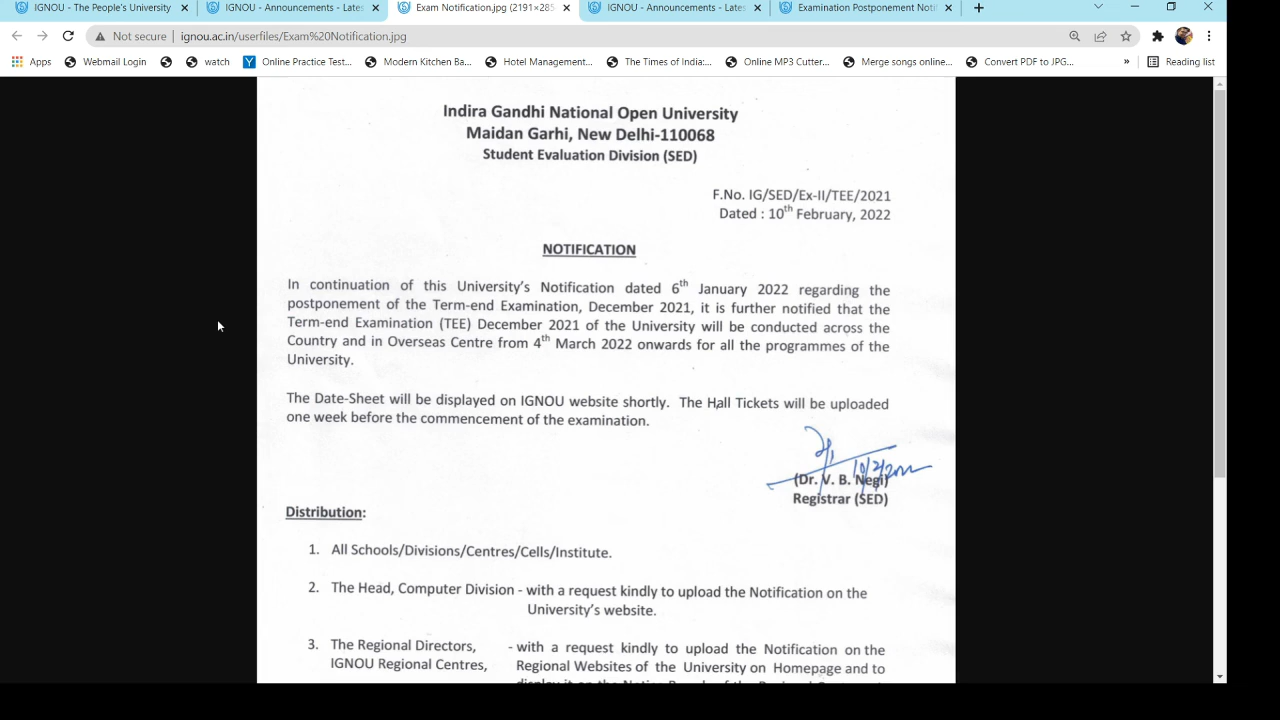 IGNOU - The People's University
IGNOU - Announcements - Lates
Exam Notification.jpg (2191×285
IGNOU - Announcements - Lates
Examination Postponement Noti
Not secure | ignou.ac.in/userfiles/Exam%20Notification.jpg
Apps Webmail Login watch Online Practice Test... Modern Kitchen Ba... Hotel Management... The Times of India:... Online MP3 Cutter... Merge songs online... Convert PDF to JPG... » Reading list
Indira Gandhi National Open University
Maidan Garhi, New Delhi-110068
Student Evaluation Division (SED)
F.No. IG/SED/Ex-II/TEE/2021
Dated : 10th February, 2022
NOTIFICATION
In continuation of this University's Notification dated 6th January 2022 regarding the
postponement of the Term-end Examination, December 2021, it is further notified that the
Term-end Examination (TEE) December 2021 of the University will be conducted across the
Country and in Overseas Centre from 4th March 2022 onwards for all the programmes of the
University.
The Date-Sheet will be displayed on IGNOU website shortly. The Hall Tickets will be uploaded
one week before the commencement of the examination.
(Dr. V. B. Negi)
Registrar (SED)
Distribution:
1. All Schools/Divisions/Centres/Cells/Institute.
2. The Head, Computer Division - with a request kindly to upload the Notification on the
University's website.
3. The Regional Directors, - with a request kindly to upload the Notification on the
IGNOU Regional Centres, Regional Websites of the University on Homepage and to